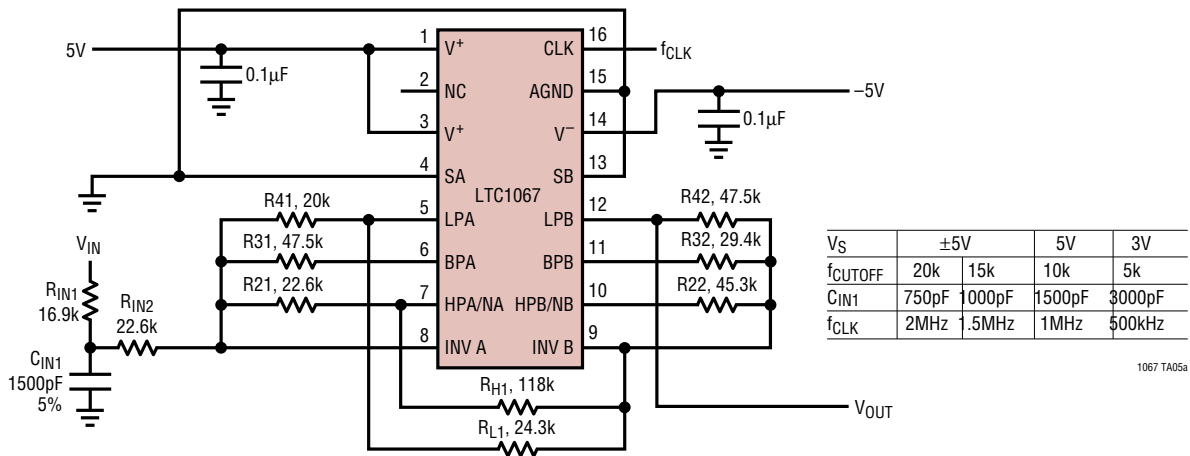 5V
0.1µF
1 V+
2 NC
3 V+
4 SA
5 LPA
6 BPA
7 HPA/NA
8 INV A
LTC1067
CLK 16
AGND 15
V– 14
SB 13
LPB 12
BPB 11
HPB/NB 10
INV B 9
fCLK
–5V
0.1µF
R41, 20k
R31, 47.5k
R21, 22.6k
R42, 47.5k
R32, 29.4k
R22, 45.3k
VIN
RIN1
16.9k
RIN2
22.6k
CIN1
1500pF
5%
RH1, 118k
RL1, 24.3k
VOUT
VS ±5V 5V 3V
fCUTOFF 20k 15k 10k 5k
CIN1 750pF 1000pF 1500pF 3000pF
fCLK 2MHz 1.5MHz 1MHz 500kHz
1067 TA05a